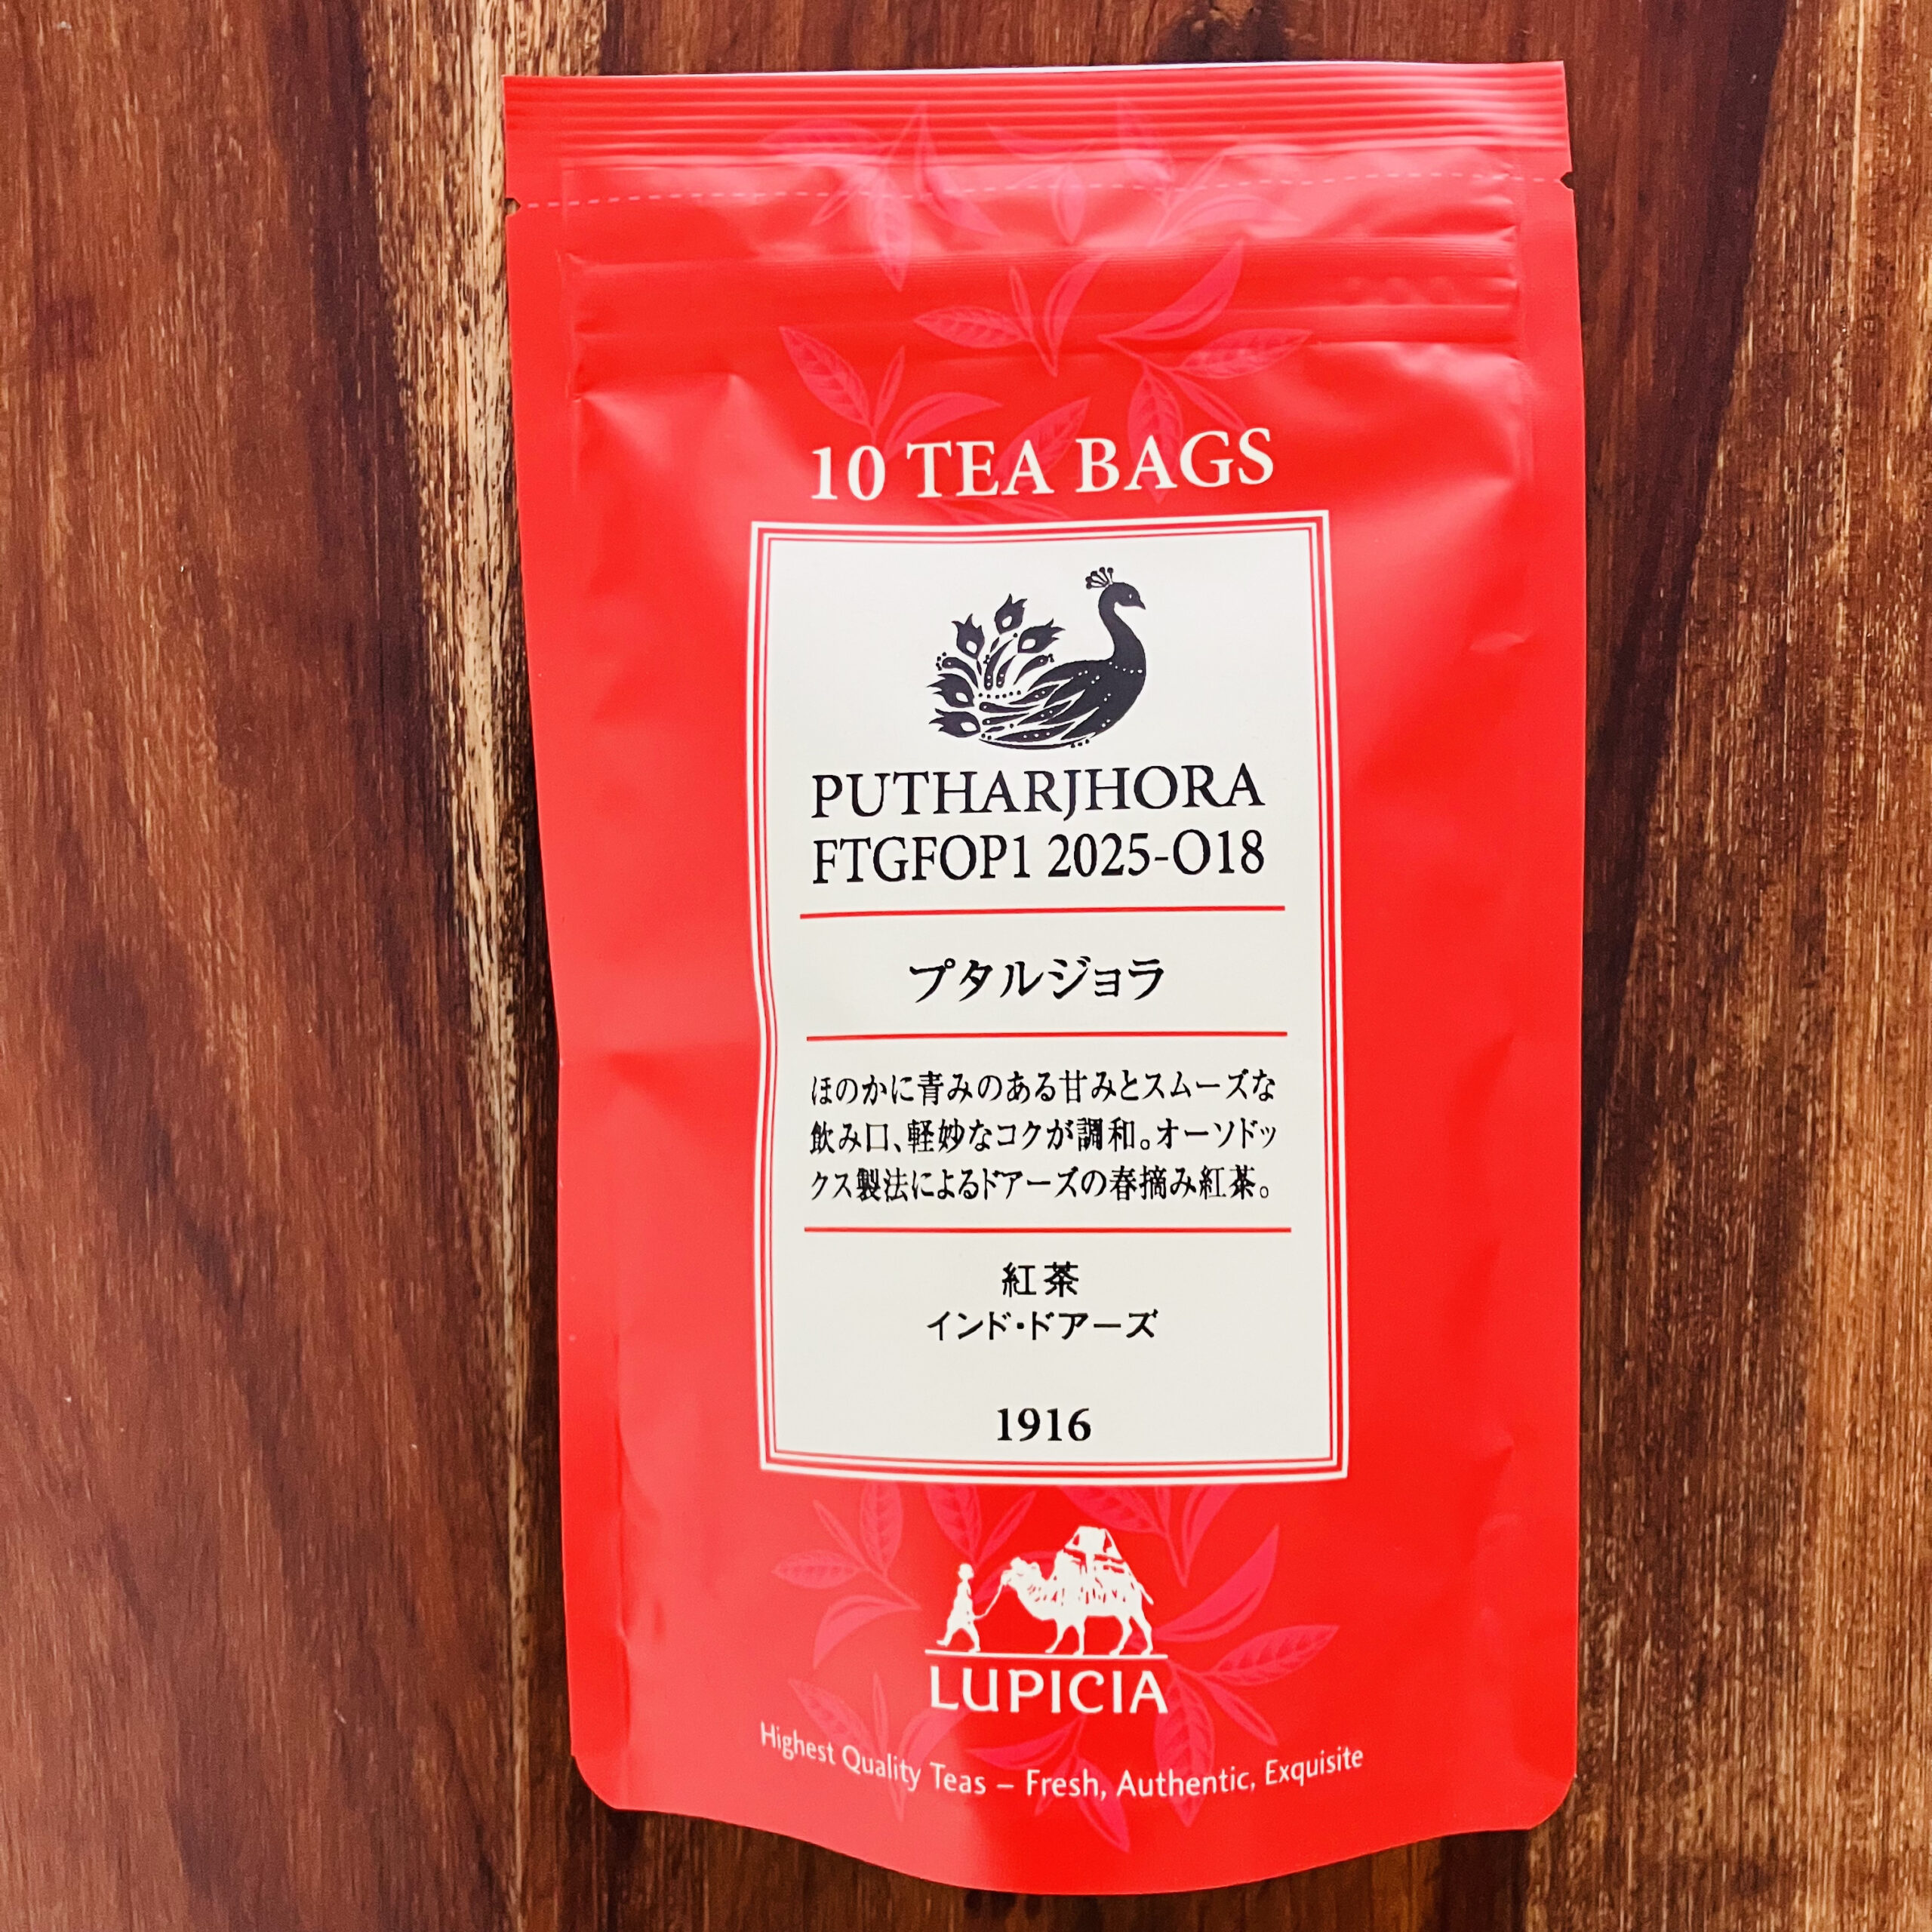 10 TEA BAGS
PUTHARJHORA
FTGFOP1 2025-O18
プタルジョラ
ほのかに青みのある甘みとスムーズな
飲み口、軽妙なコクが調和。オーソドッ
クス製法によるドアーズの春摘み紅茶。
紅茶
インド・ドアーズ
1916
LUPICIA
Highest Quality Teas – Fresh, Authentic, Exquisite